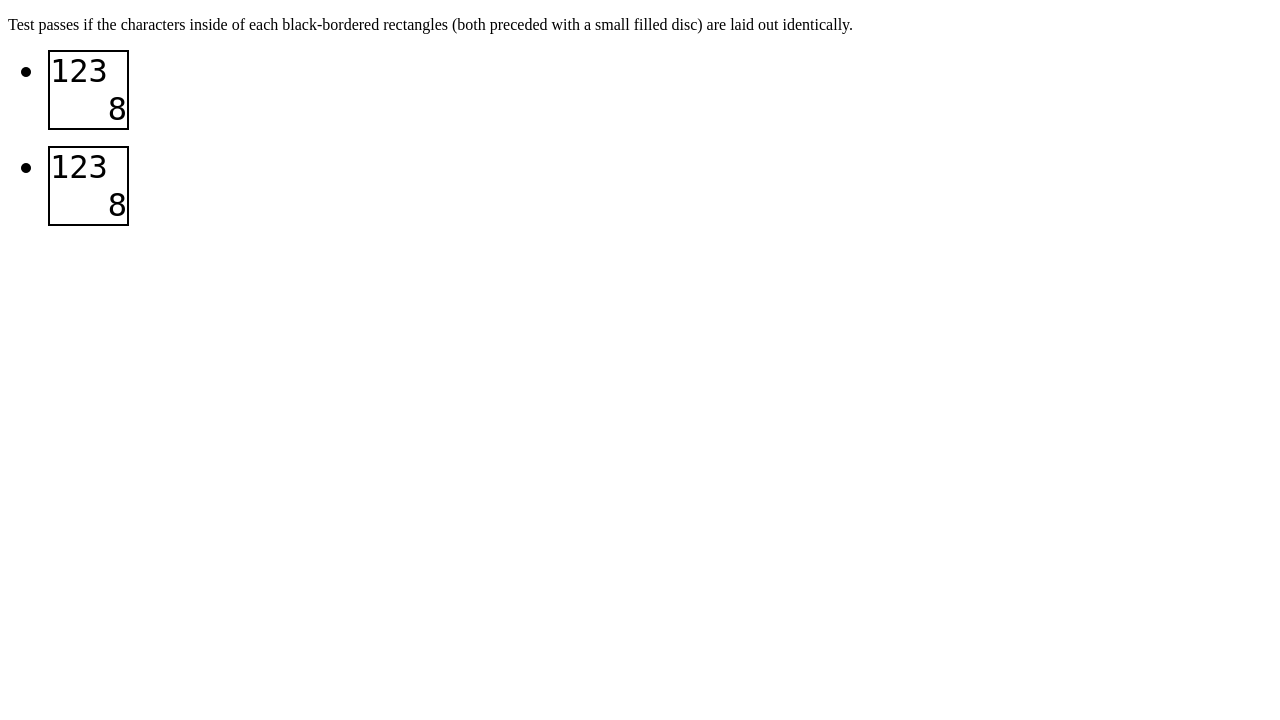 Test passes if the characters inside of each black-bordered rectangles (both preceded with a small filled disc) are laid out identically.
123
8
123
8